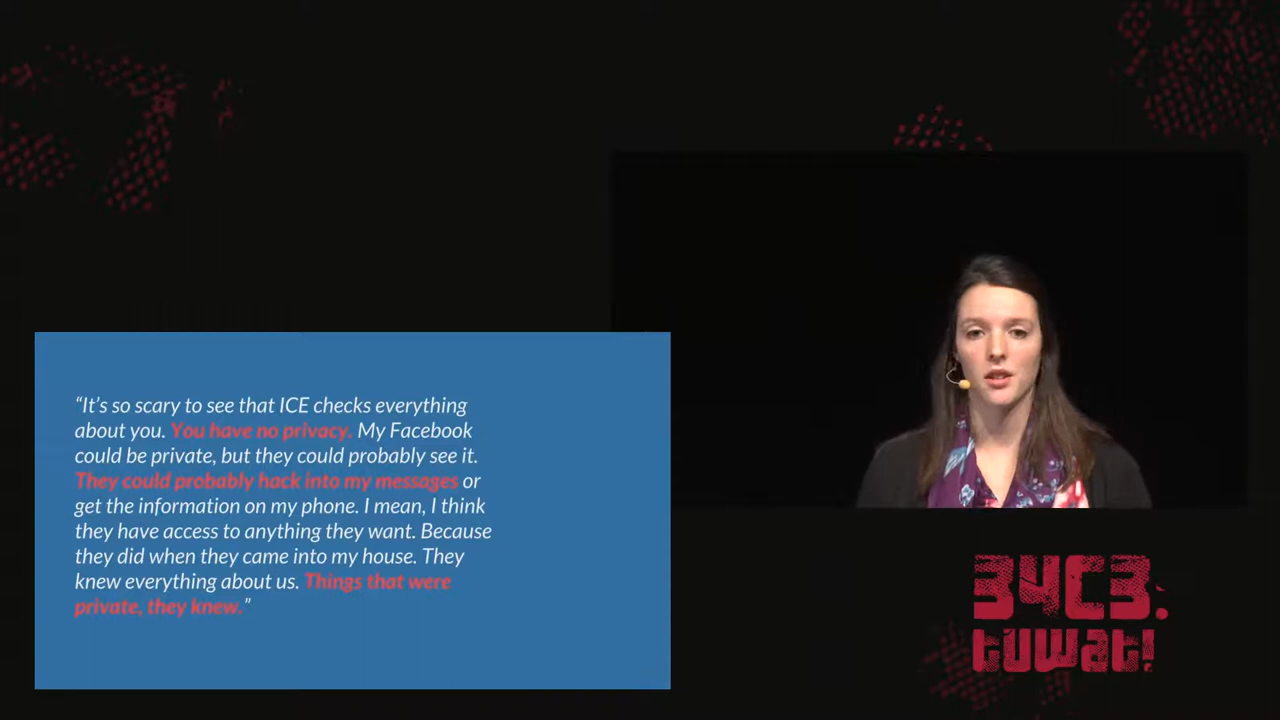 “It’s so scary to see that ICE checks everything
about you. You have no privacy. My Facebook
could be private, but they could probably see it.
They could probably hack into my messages or
get the information on my phone. I mean, I think
they have access to anything they want. Because
they did when they came into my house. They
knew everything about us. Things that were
private, they knew.”
34C3.
tuwat!